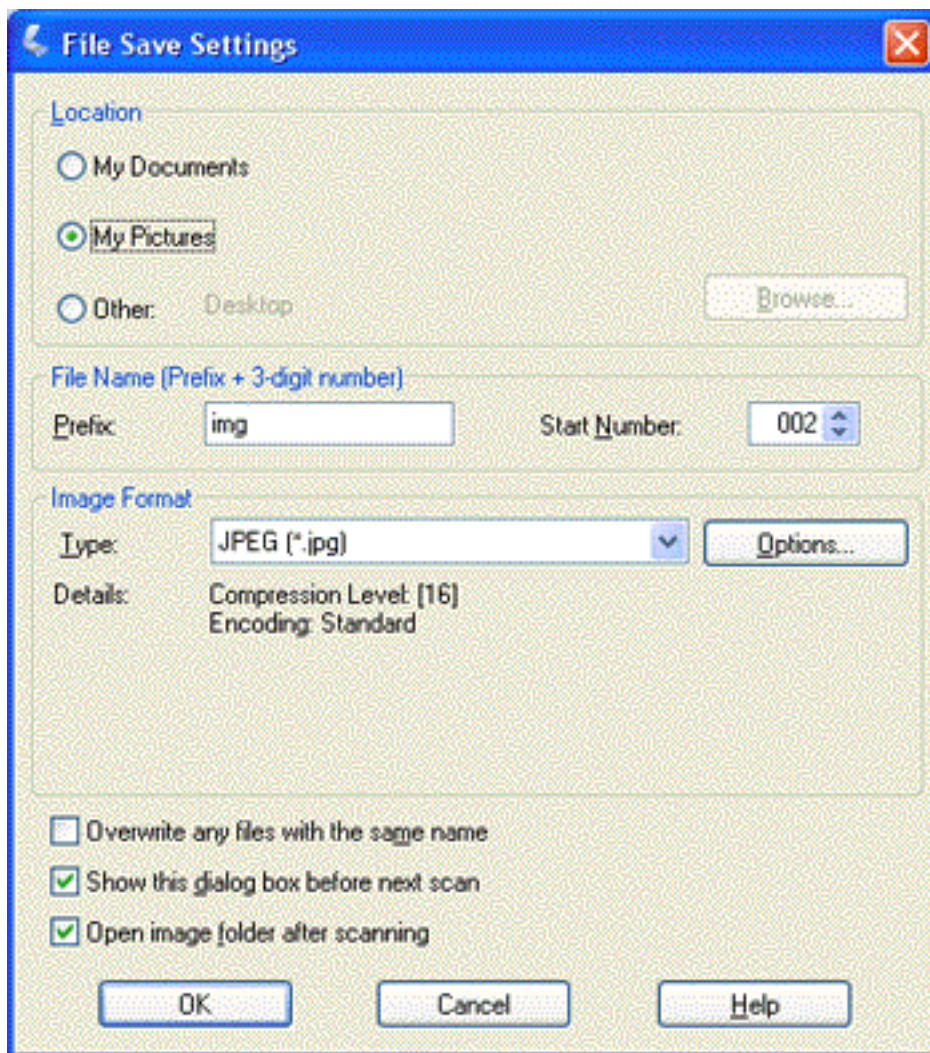 File Save Settings
Location
My Documents
My Pictures
Other: Desktop Browse...
File Name (Prefix + 3-digit number)
Prefix: img Start Number: 002
Image Format
Type: JPEG (*.jpg) Options...
Details: Compression Level: [16]
Encoding: Standard
Overwrite any files with the same name
Show this dialog box before next scan
Open image folder after scanning
OK Cancel Help